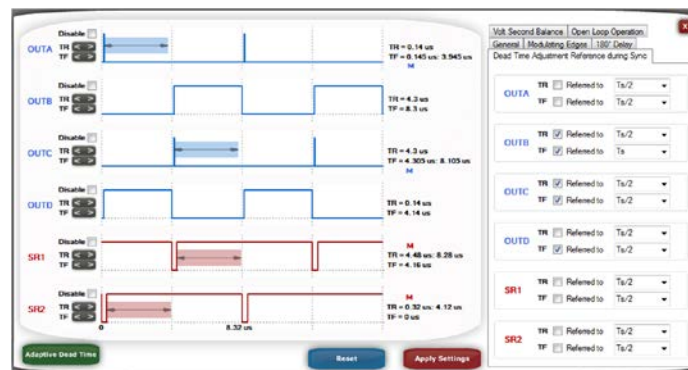 Disable
OUTA
TR < >
TF < >
TR = 0.14 us
TF = 0.145 us: 3.945 us
M
Disable
OUTB
TR < >
TF < >
TR = 4.3 us
TF = 8.3 us
Disable
OUTC
TR < >
TF < >
TR = 4.3 us
TF = 4.305 us: 8.105 us
M
Disable
OUTD
TR < >
TF < >
TR = 0.14 us
TF = 4.14 us
Disable
SR1
TR < >
TF < >
M
TR = 4.48 us: 8.28 us
TF = 4.16 us
Disable
SR2
TR < >
TF < >
M
TR = 0.32 us: 4.12 us
TF = 0 us
0
8.32 us
Adaptive Dead Time
Reset
Apply Settings
X
Volt Second Balance Open Loop Operation
General Modulating Edges 180° Delay
Dead Time Adjustment Reference during Sync
OUTA
TR Referred to Ts/2
TF Referred to Ts/2
OUTB
TR Referred to Ts/2
TF Referred to Ts
OUTC
TR Referred to Ts/2
TF Referred to Ts/2
OUTD
TR Referred to Ts/2
TF Referred to Ts/2
SR1
TR Referred to Ts/2
TF Referred to Ts/2
SR2
TR Referred to Ts/2
TF Referred to Ts/2